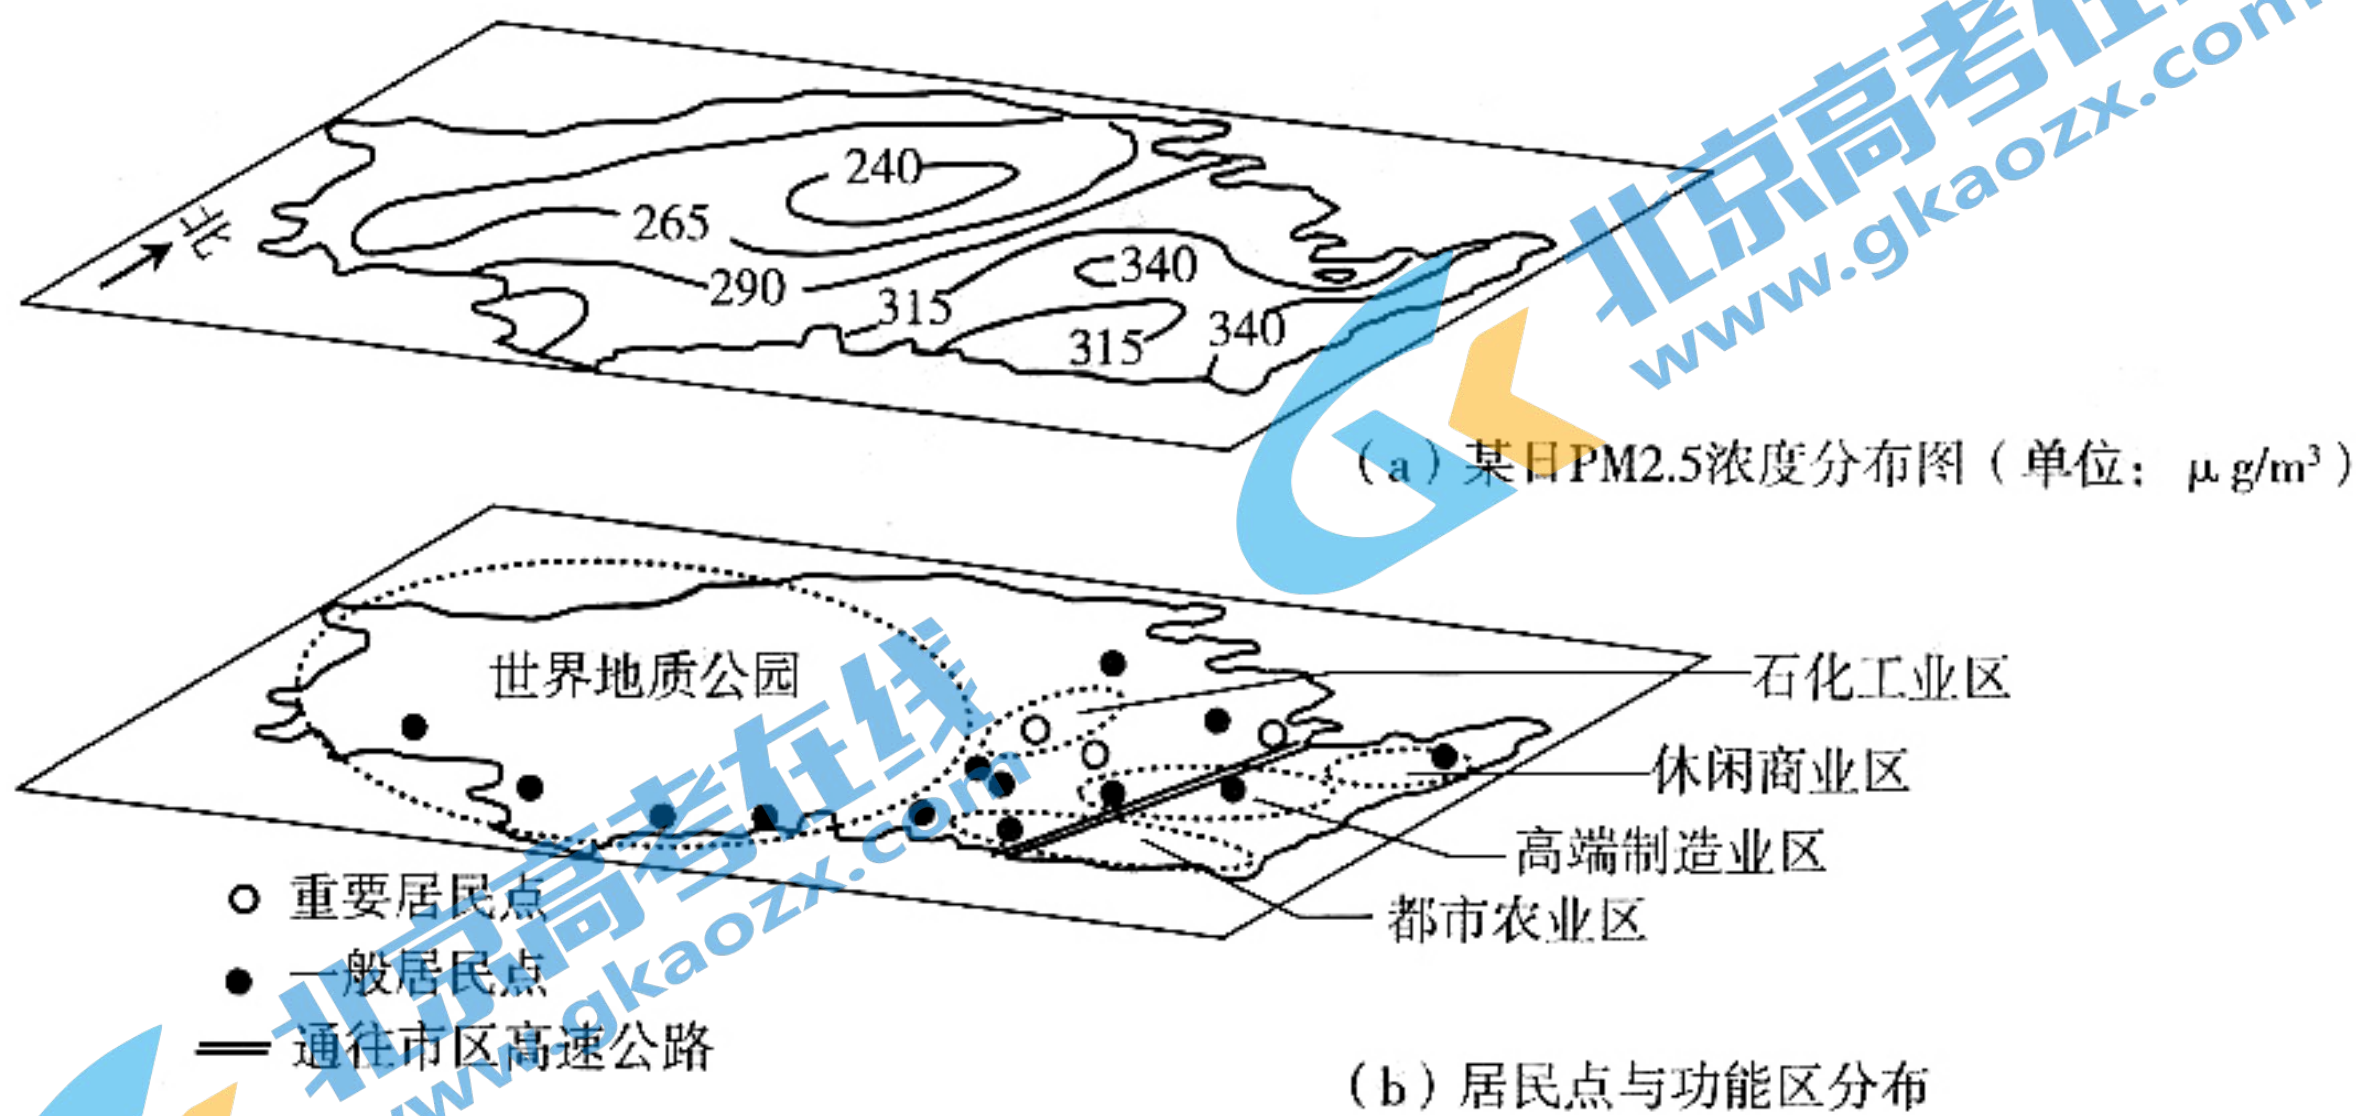 北京高考在线
www.gkaozx.com
北
240
265
290
315
340
315
340
（a）某日PM2.5浓度分布图（单位：μg/m³）
世界地质公园
石化工业区
休闲商业区
高端制造业区
都市农业区
重要居民点
一般居民点
通往市区高速公路
北京高考在线
www.gkaozx.com
（b）居民点与功能区分布